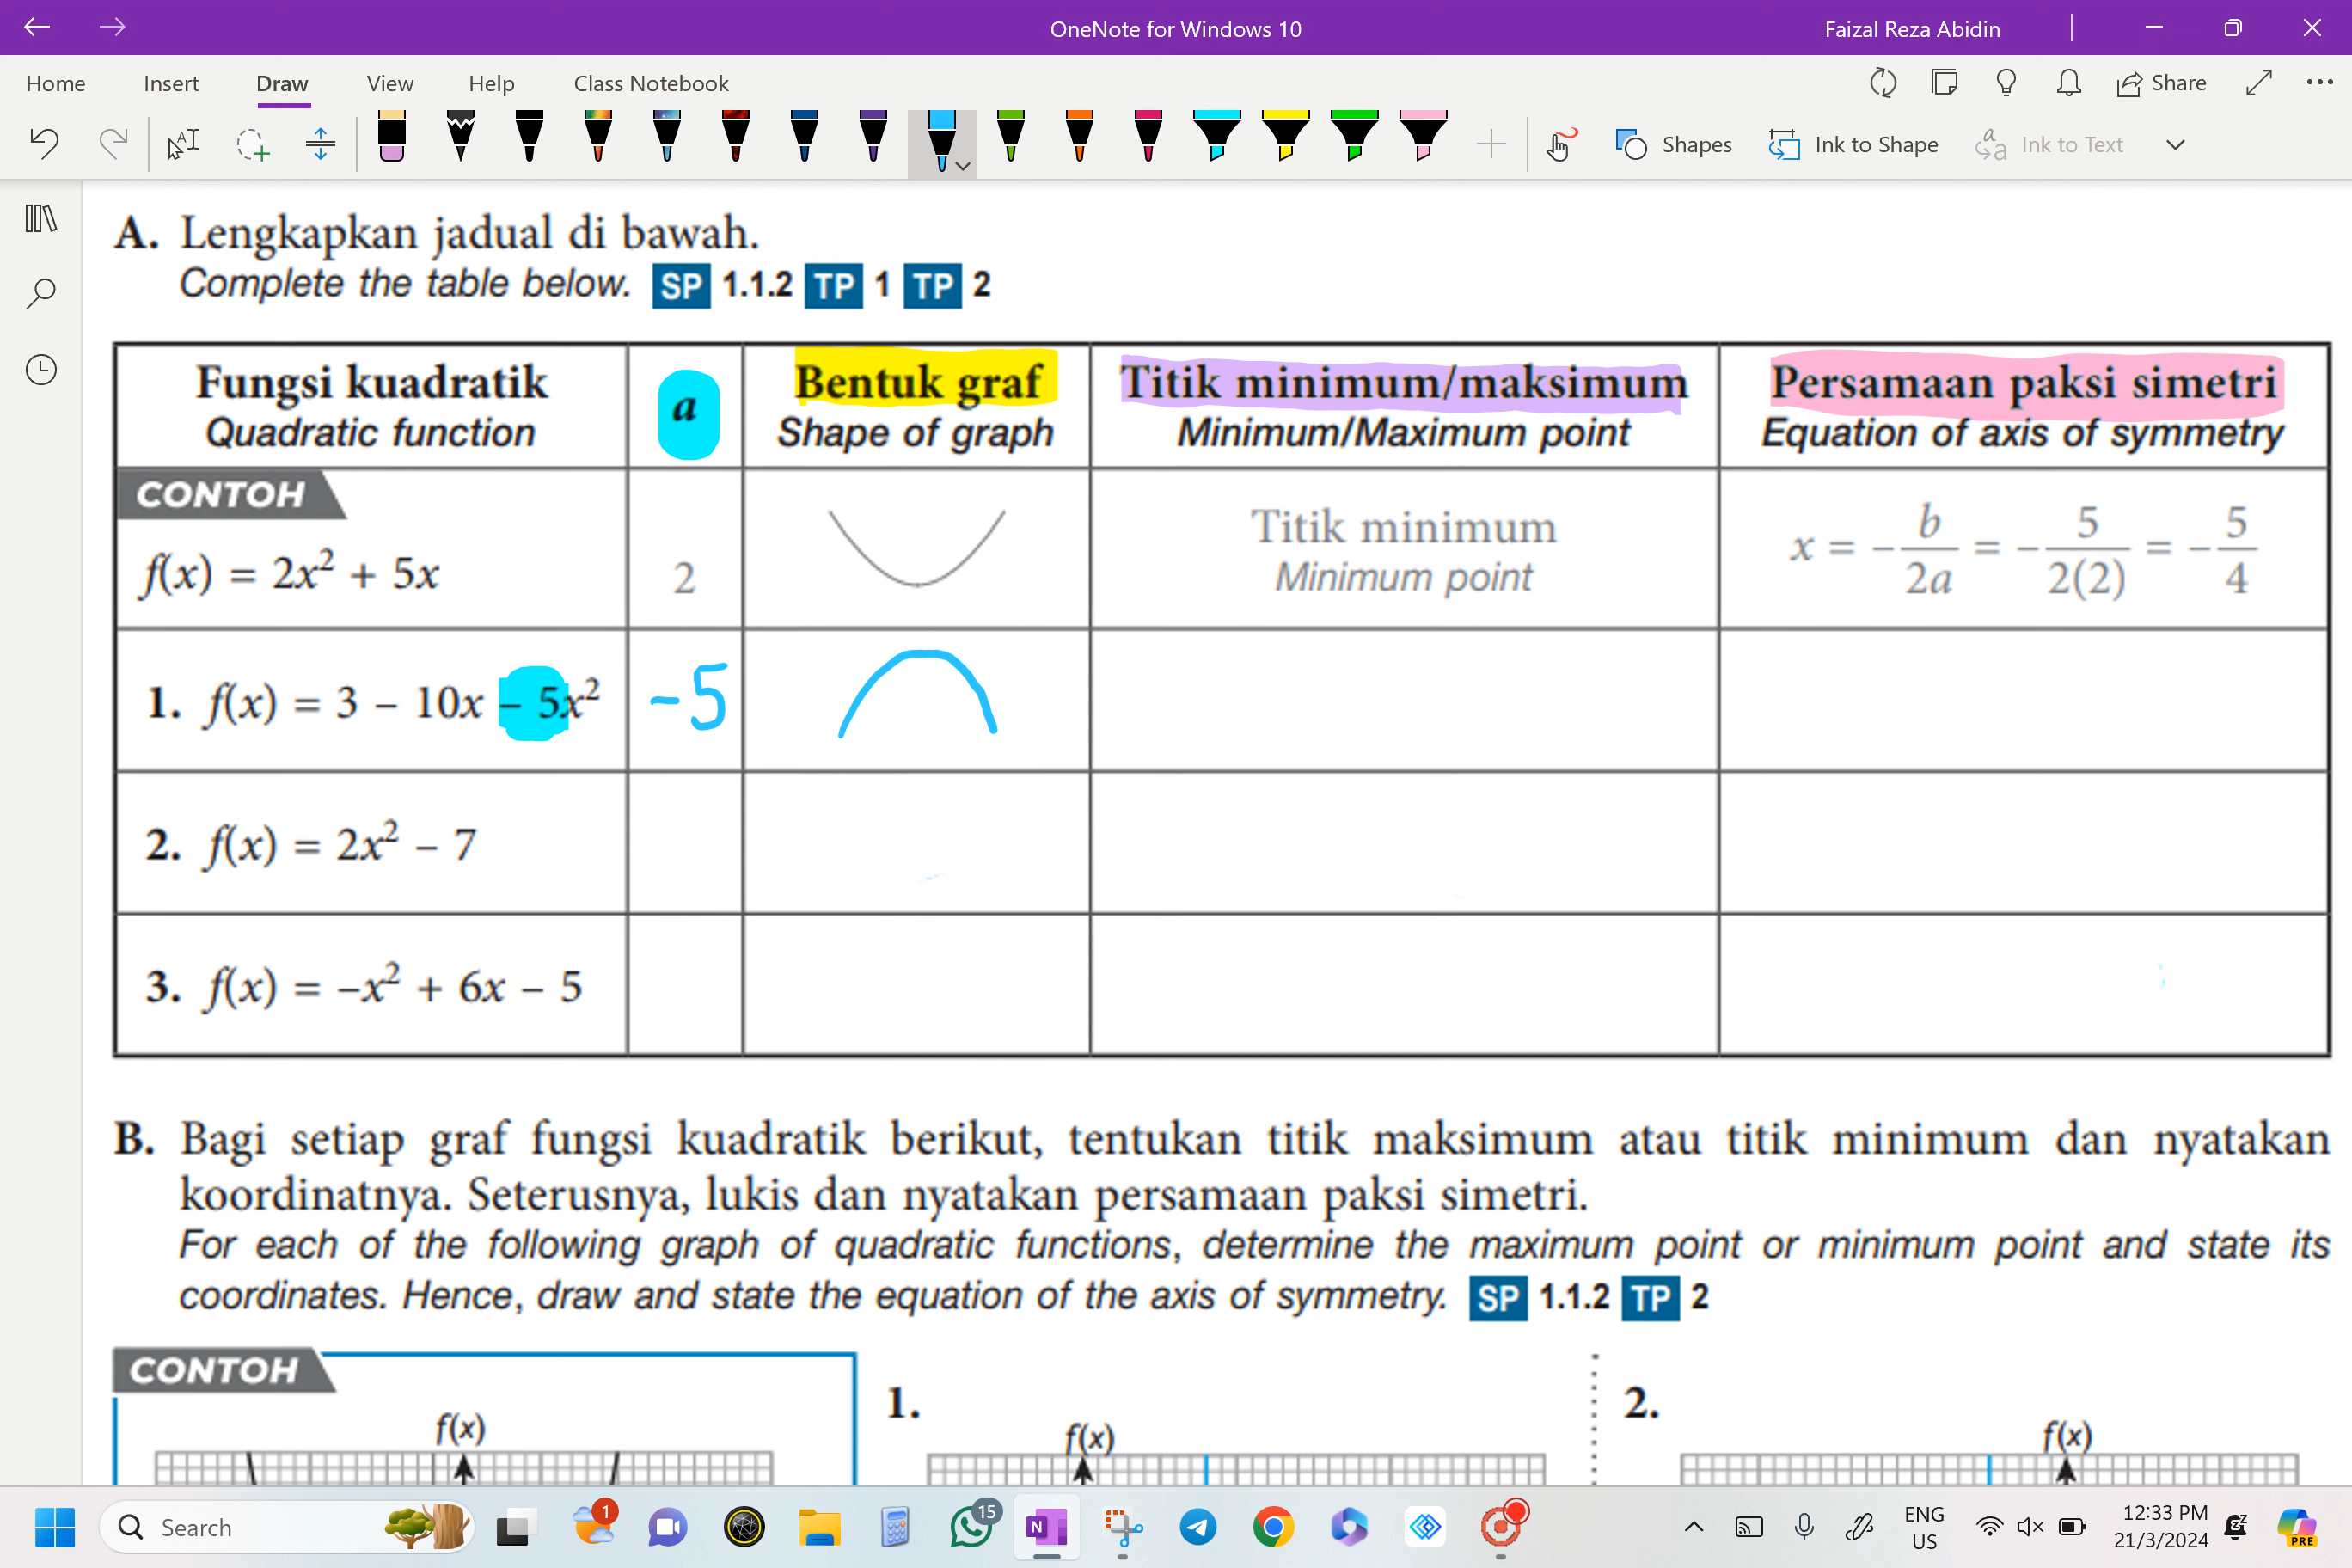 OneNote for Windows 10
Faizal Reza Abidin
Home Insert Draw View Help Class Notebook
Share
Shapes Ink to Shape Ink to Text
A. Lengkapkan jadual di bawah.
Complete the table below. SP 1.1.2 TP 1 TP 2
Fungsi kuadratik
Quadratic function
a
Bentuk graf
Shape of graph
Titik minimum/maksimum
Minimum/Maximum point
Persamaan paksi simetri
Equation of axis of symmetry
CONTOH
f(x) = 2x² + 5x
2
Titik minimum
Minimum point
x = −b/2a = −5/2(2) = −5/4
1. f(x) = 3 – 10x – 5x²
-5
2. f(x) = 2x² – 7
3. f(x) = –x² + 6x – 5
B. Bagi setiap graf fungsi kuadratik berikut, tentukan titik maksimum atau titik minimum dan nyatakan
koordinatnya. Seterusnya, lukis dan nyatakan persamaan paksi simetri.
For each of the following graph of quadratic functions, determine the maximum point or minimum point and state its
coordinates. Hence, draw and state the equation of the axis of symmetry. SP 1.1.2 TP 2
CONTOH
f(x)
1.
f(x)
2.
f(x)
Search
1
15
N
ENG
US
12:33 PM
21/3/2024
PRE